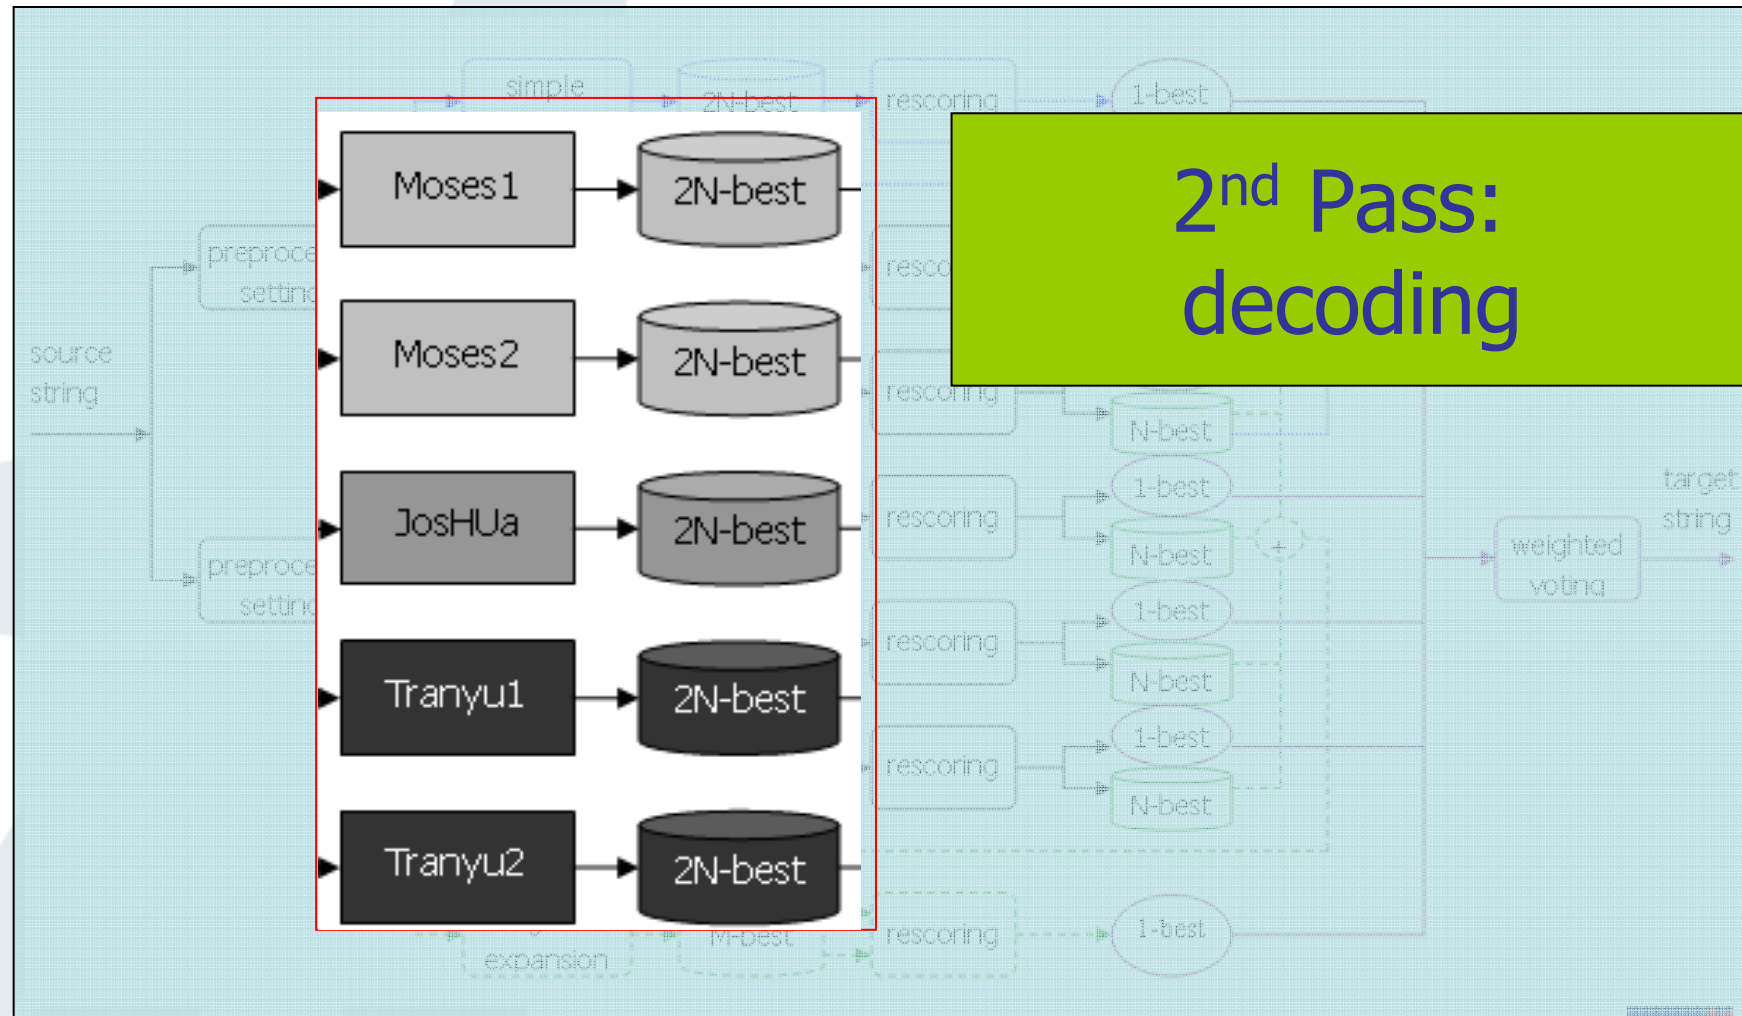 simple
2N-best
rescoring
1-best
Moses1
2N-best
2nd Pass:
decoding
Moses2
2N-best
source
string
rescoring
N-best
JosHUa
2N-best
rescoring
1-best
N-best
+
target
string
weighted
voting
rescoring
1-best
N-best
Tranyu1
2N-best
rescoring
1-best
N-best
Tranyu2
2N-best
expansion
M-best
rescoring
1-best